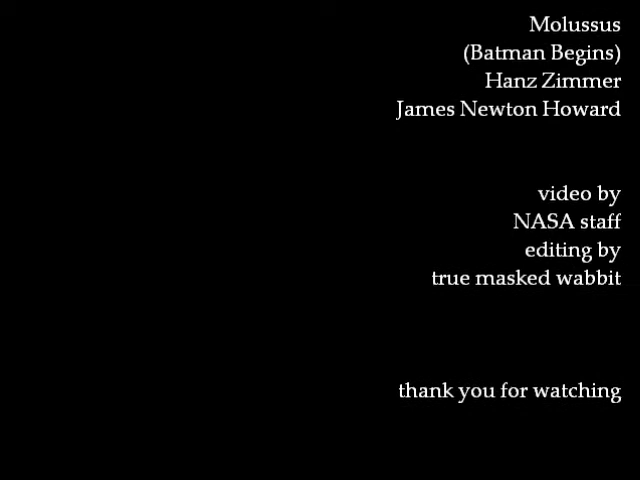 Molussus
(Batman Begins)
Hanz Zimmer
James Newton Howard
video by
NASA staff
editing by
true masked wabbit
thank you for watching